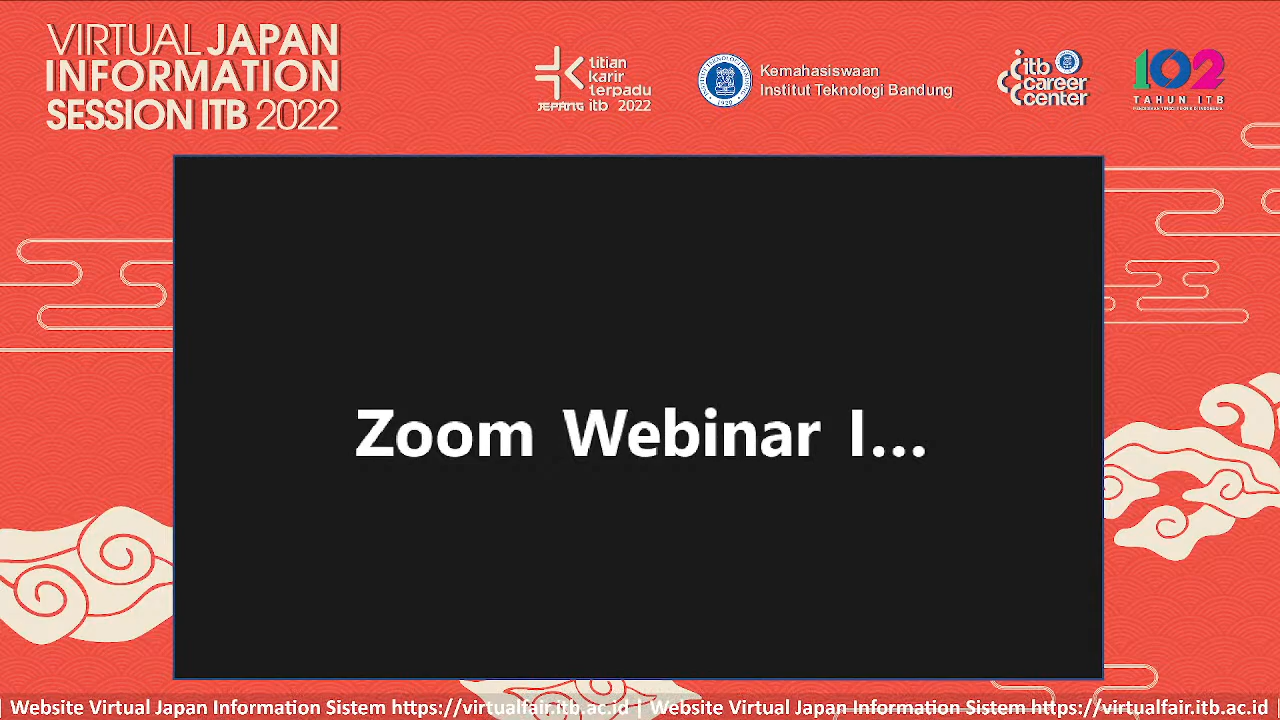 VIRTUAL JAPAN
INFORMATION
SESSION ITB 2022
titian
karir
terpadu
JEPANG itb 2022
Kemahasiswaan
Institut Teknologi Bandung
itb
career
center
102
TAHUN ITB
Zoom Webinar I...
| Website Virtual Japan Information Sistem https://virtualfair.itb.ac.id | Website Virtual Japan Information Sistem https://virtualfair.itb.ac.id |